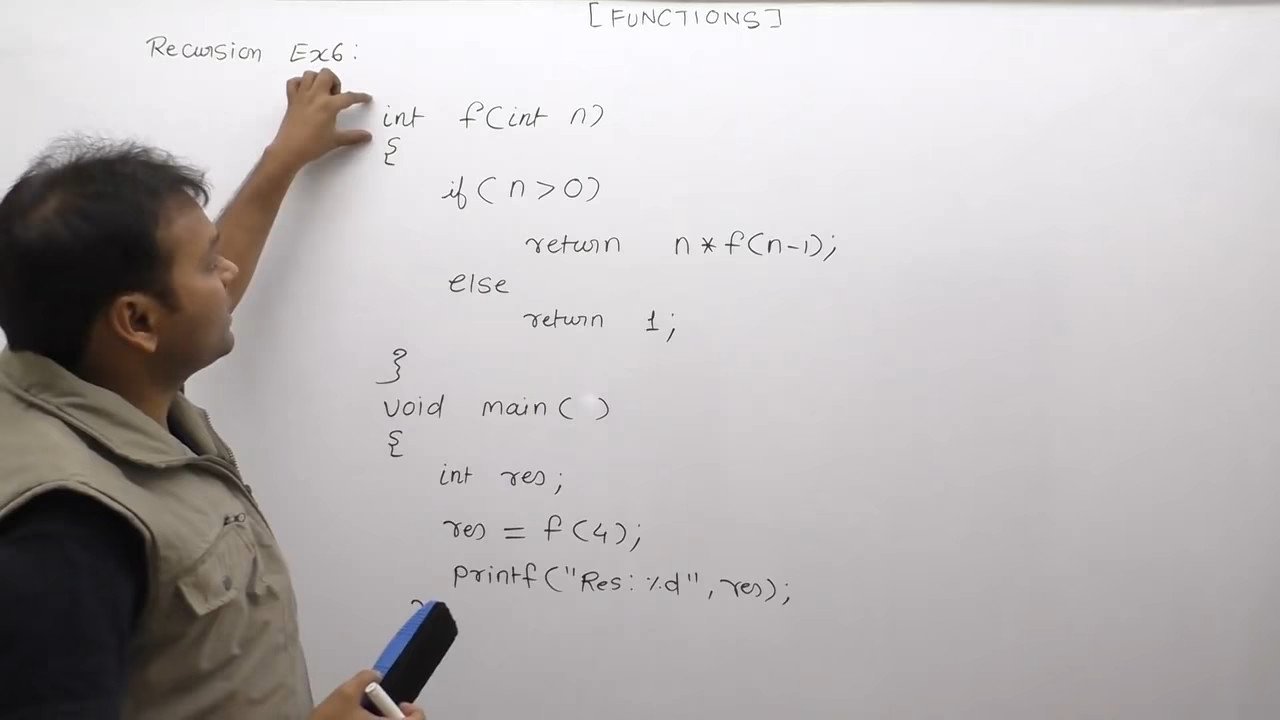 [FUNCTIONS]
Recursion Ex6:
int f(int n)
{
if(n>0)
return n*f(n-1);
else
return 1;
}
void main( )
{
int res;
res = f(4);
printf("Res: %d", res);